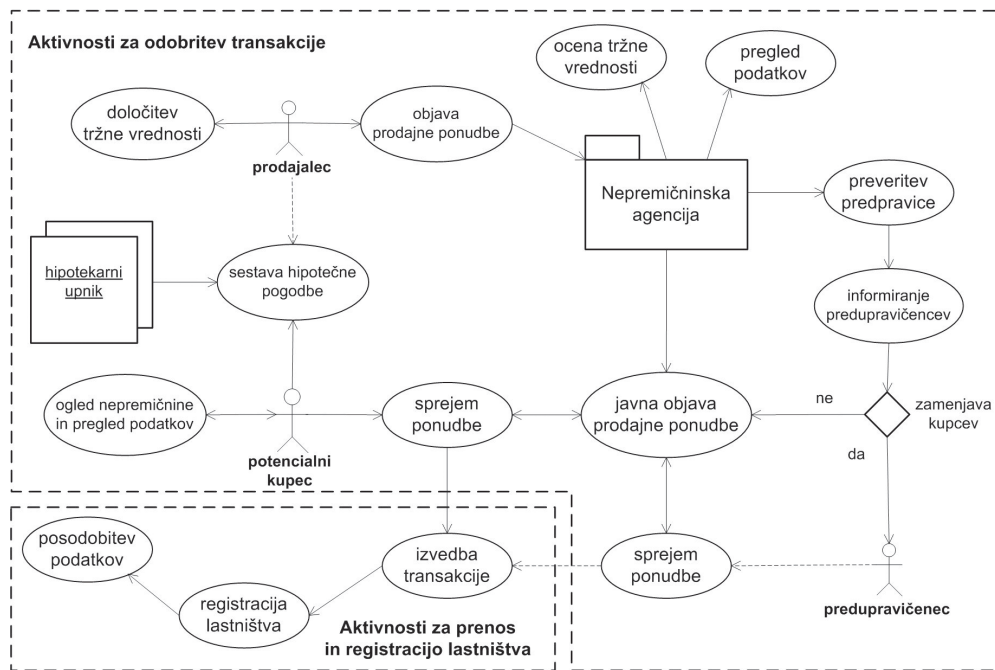 Aktivnosti za odobritev transakcije
ocena tržne
vrednosti
pregled
podatkov
določitev
tržne vrednosti
objava
prodajne ponudbe
prodajalec
Nepremičninska
agencija
preveritev
predpravice
hipotekarni
upnik
sestava hipotečne
pogodbe
informiranje
predupravičencev
ogled nepremičnine
in pregled podatkov
potencialni
kupec
sprejem
ponudbe
javna objava
prodajne ponudbe
ne
zamenjava
kupcev
da
posodobitev
podatkov
registracija
lastništva
izvedba
transakcije
sprejem
ponudbe
predupravičenec
Aktivnosti za prenos
in registracijo lastništva